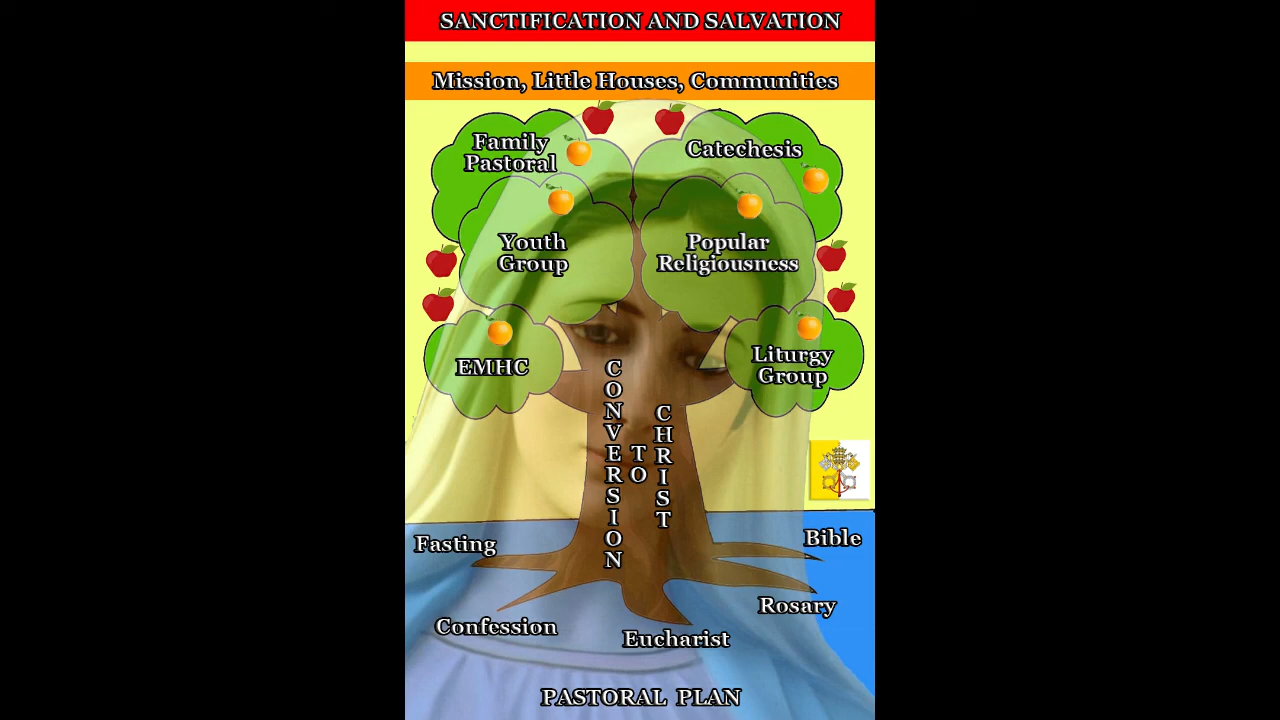 SANCTIFICATION AND SALVATION
Mission, Little Houses, Communities
Family
Pastoral
Catechesis
Youth
Group
Popular
Religiousness
EMHC
Liturgy
Group
CONVERSION
TO
CHRIST
Fasting
Bible
Confession
Rosary
Eucharist
PASTORAL PLAN